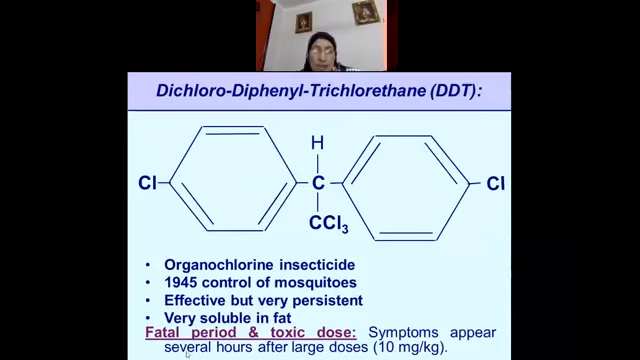 Dichloro-Diphenyl-Trichlorethane (DDT):
H
Cl
C
Cl
CCl3
• Organochlorine insecticide
• 1945 control of mosquitoes
• Effective but very persistent
• Very soluble in fat
Fatal period & toxic dose: Symptoms appear
several hours after large doses (10 mg/kg).